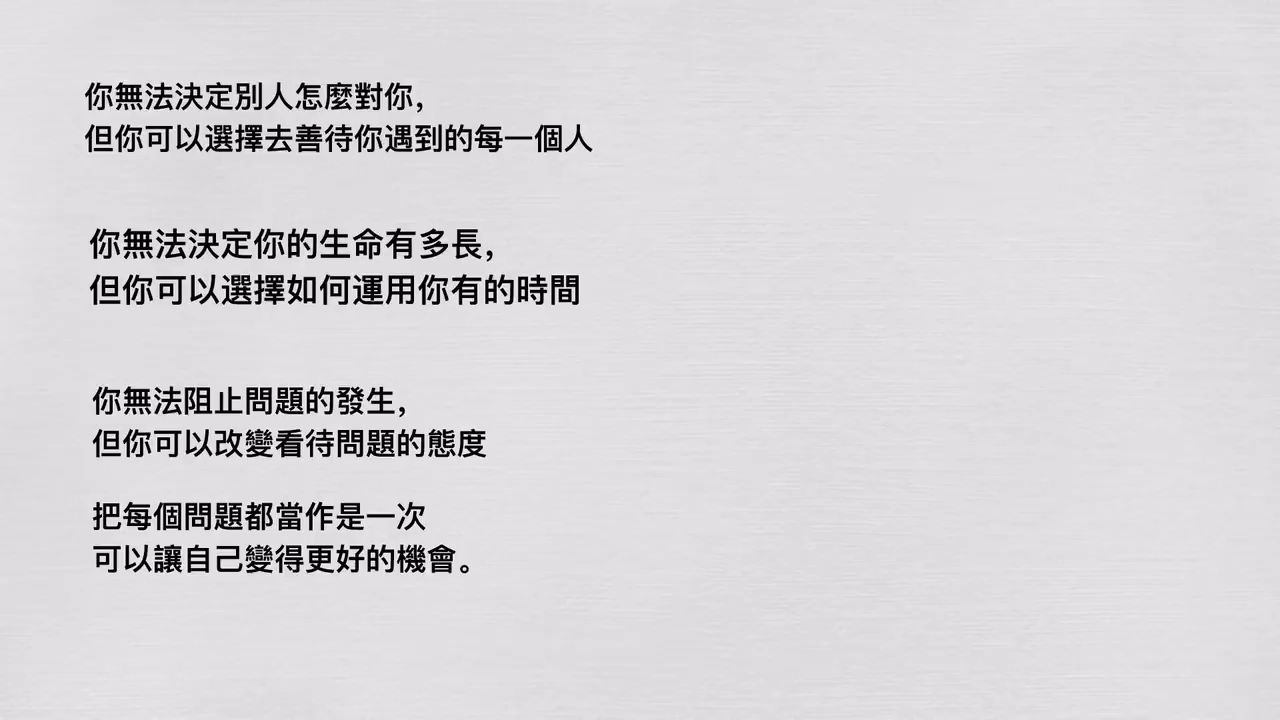 你無法決定別人怎麼對你，
但你可以選擇去善待你遇到的每一個人
你無法決定你的生命有多長，
但你可以選擇如何運用你有的時間
你無法阻止問題的發生，
但你可以改變看待問題的態度
把每個問題都當作是一次
可以讓自己變得更好的機會。